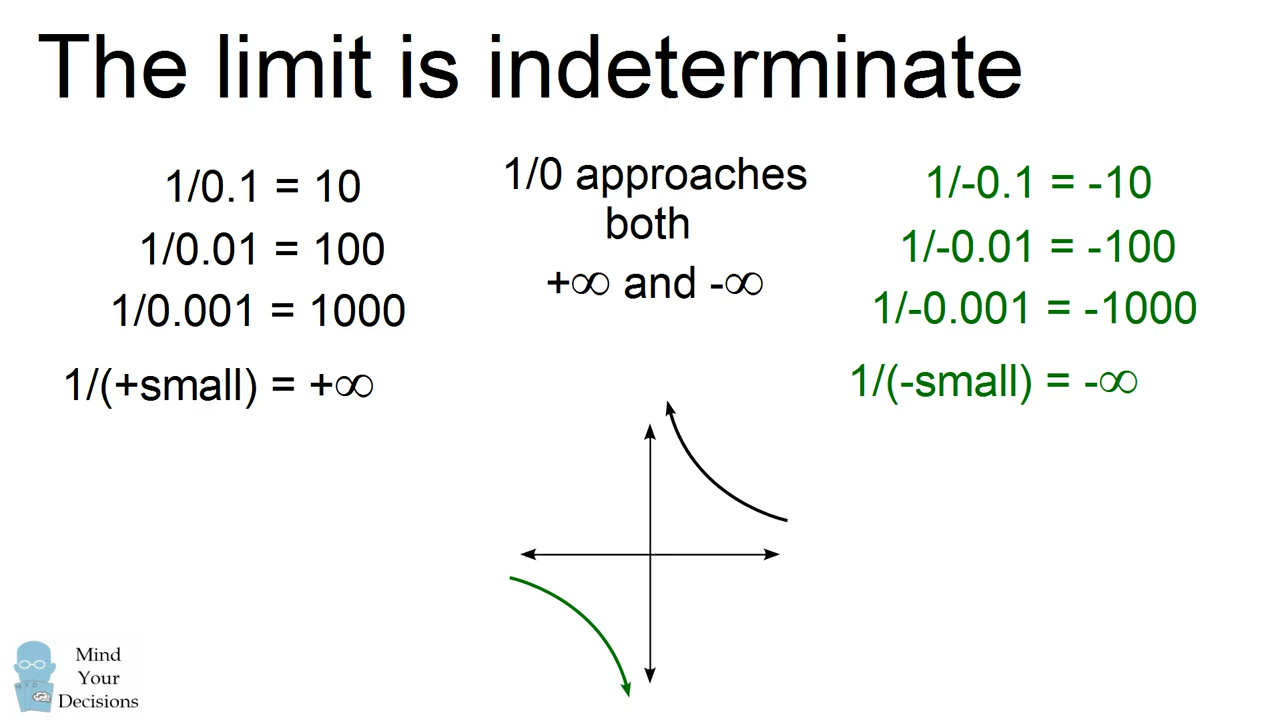 The limit is indeterminate
1/0.1 = 10
1/0.01 = 100
1/0.001 = 1000
1/(+small) = +∞
1/0 approaches
both
+∞ and -∞
1/-0.1 = -10
1/-0.01 = -100
1/-0.001 = -1000
1/(-small) = -∞
Mind
Your
Decisions